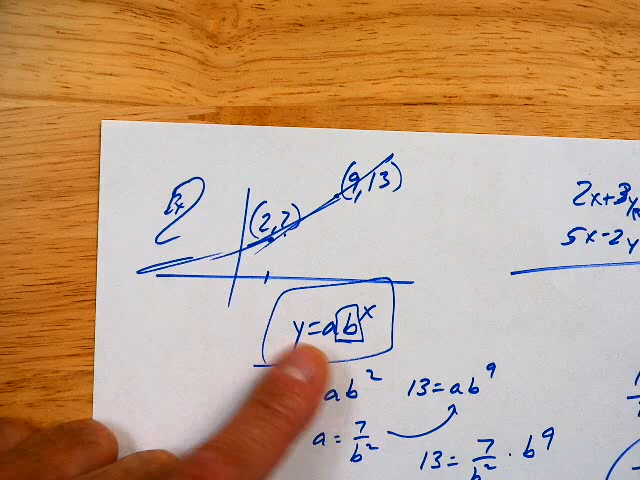 (9,13)
(2,7)
2x+3y
5x-2y
y=ab^x
ab^2 13=ab^9
a=7/b^2
13=7/b^2 · b^9